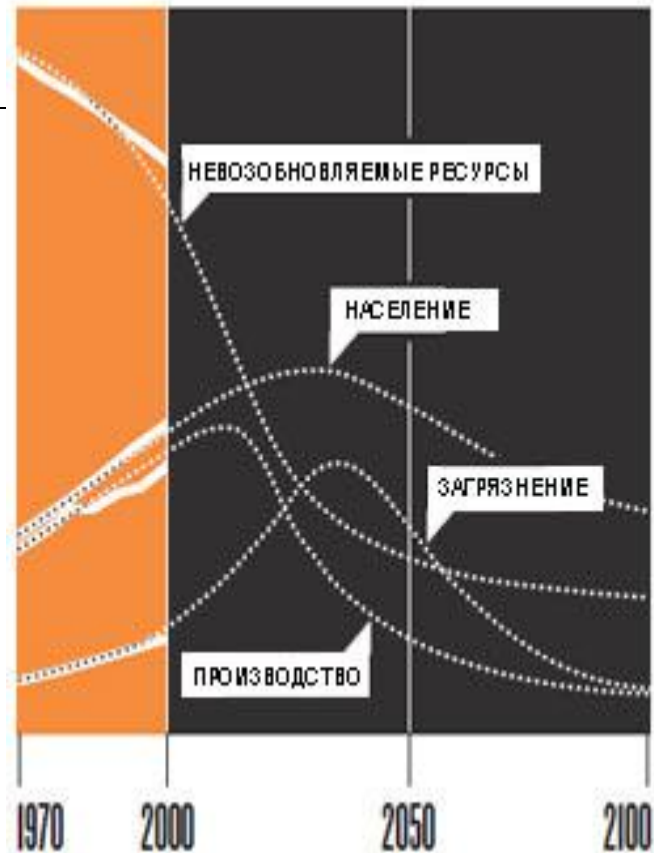 НЕВОЗОБНОВЛЯЕМЫЕ РЕСУРСЫ
НАСЕЛЕНИЕ
ЗАГРЯЗНЕНИЕ
ПРОИЗВОДСТВО
1970 2000 2050 2100